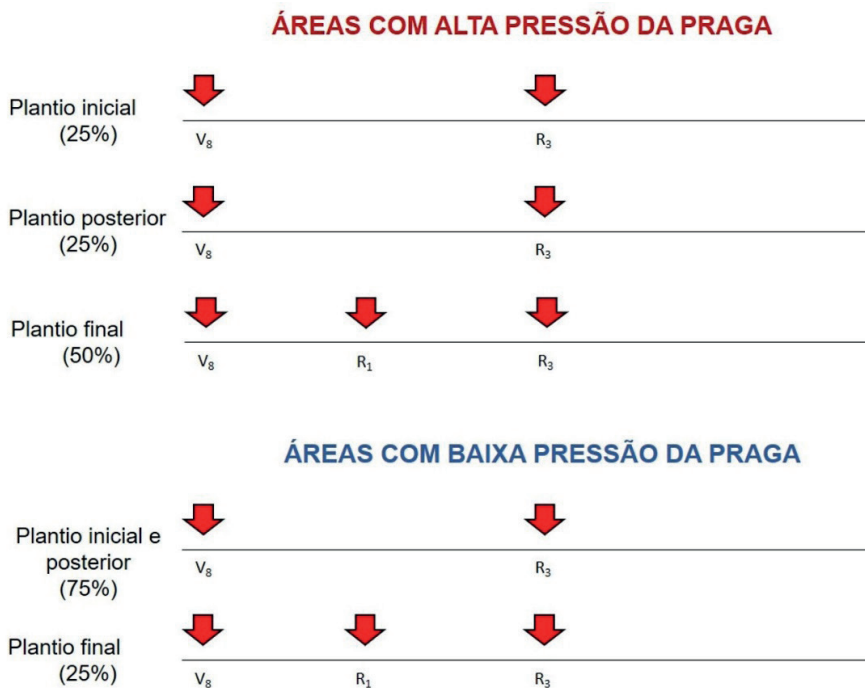 ÁREAS COM ALTA PRESSÃO DA PRAGA
Plantio inicial
(25%)
V₈ R₃
Plantio posterior
(25%)
V₈ R₃
Plantio final
(50%)
V₈ R₁ R₃
ÁREAS COM BAIXA PRESSÃO DA PRAGA
Plantio inicial e
posterior
(75%)
V₈ R₃
Plantio final
(25%)
V₈ R₁ R₃